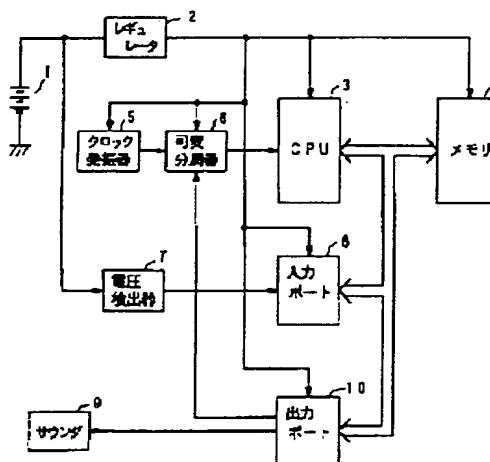 2
レギュ
レータ
1
3
CPU
メモリ
5
クロック
発振器
6
可変
分周器
7
電圧
検出器
8
入力
ポート
9
サウンダ
10
出力
ポート